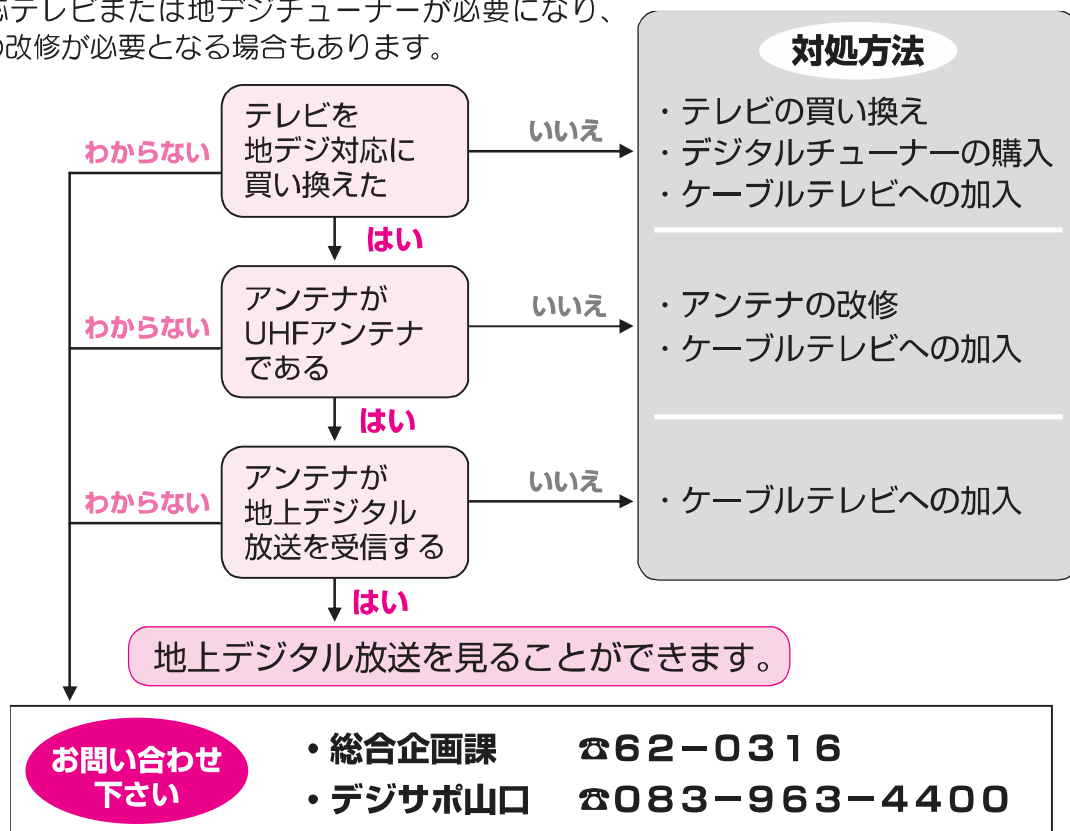 テレビまたは地デジチューナーが必要になり、
の改修が必要となる場合もあります。
対処方法
テレビを
地デジ対応に
買い換えた
わからない
いいえ
はい
・テレビの買い換え
・デジタルチューナーの購入
・ケーブルテレビへの加入
アンテナが
UHFアンテナ
である
わからない
いいえ
はい
・アンテナの改修
・ケーブルテレビへの加入
アンテナが
地上デジタル
放送を受信する
わからない
いいえ
はい
・ケーブルテレビへの加入
地上デジタル放送を見ることができます。
お問い合わせ
下さい
・総合企画課 ☎62−0316
・デジサポ山口 ☎083−963−4400